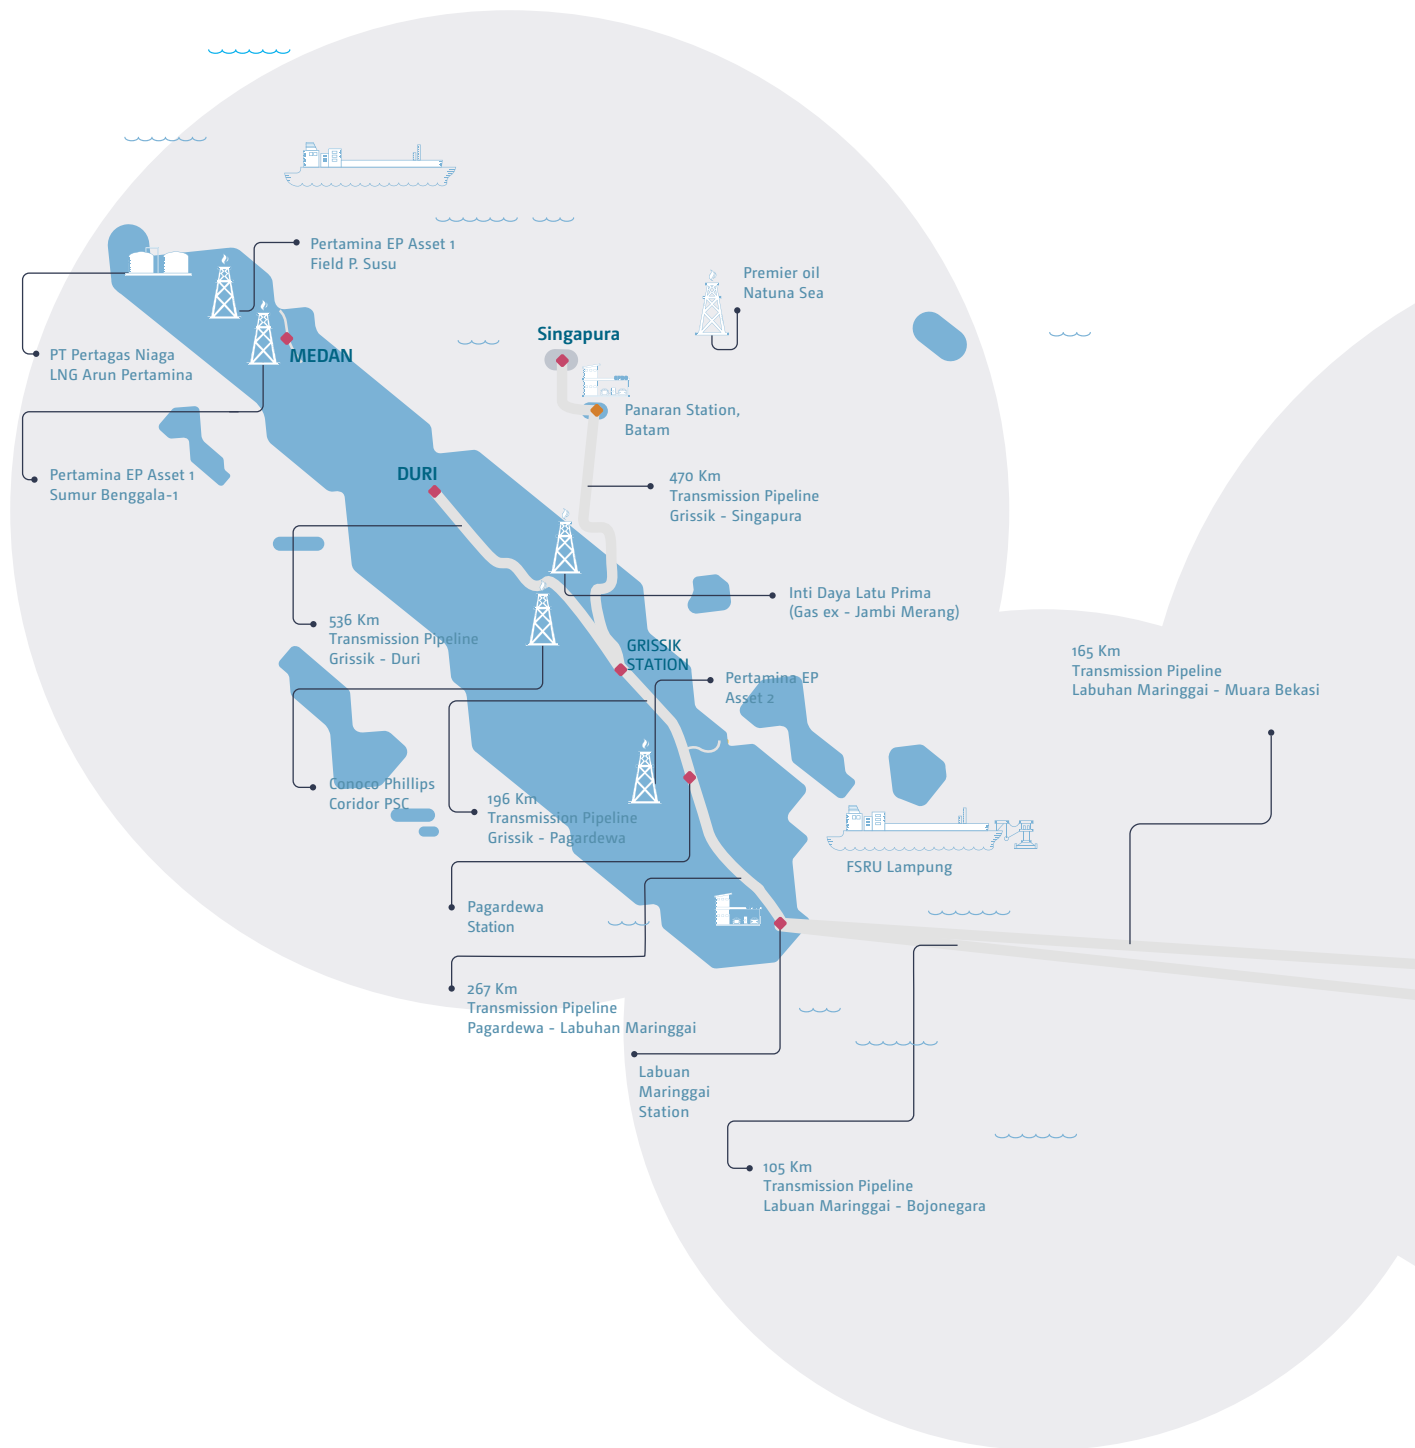 Pertamina EP Asset 1
Field P. Susu
Premier oil
Natuna Sea
Singapura
PT Pertagas Niaga
LNG Arun Pertamina
MEDAN
Panaran Station,
Batam
Pertamina EP Asset 1
Sumur Benggala-1
DURI
470 Km
Transmission Pipeline
Grissik - Singapura
Inti Daya Latu Prima
(Gas ex - Jambi Merang)
536 Km
Transmission Pipeline
Grissik - Duri
GRISSIK
STATION
165 Km
Transmission Pipeline
Labuhan Maringgai - Muara Bekasi
Pertamina EP
Asset 2
Conoco Phillips
Coridor PSC
196 Km
Transmission Pipeline
Grissik - Pagardewa
FSRU Lampung
Pagardewa
Station
267 Km
Transmission Pipeline
Pagardewa - Labuhan Maringgai
Labuan
Maringgai
Station
105 Km
Transmission Pipeline
Labuan Maringgai - Bojonegara